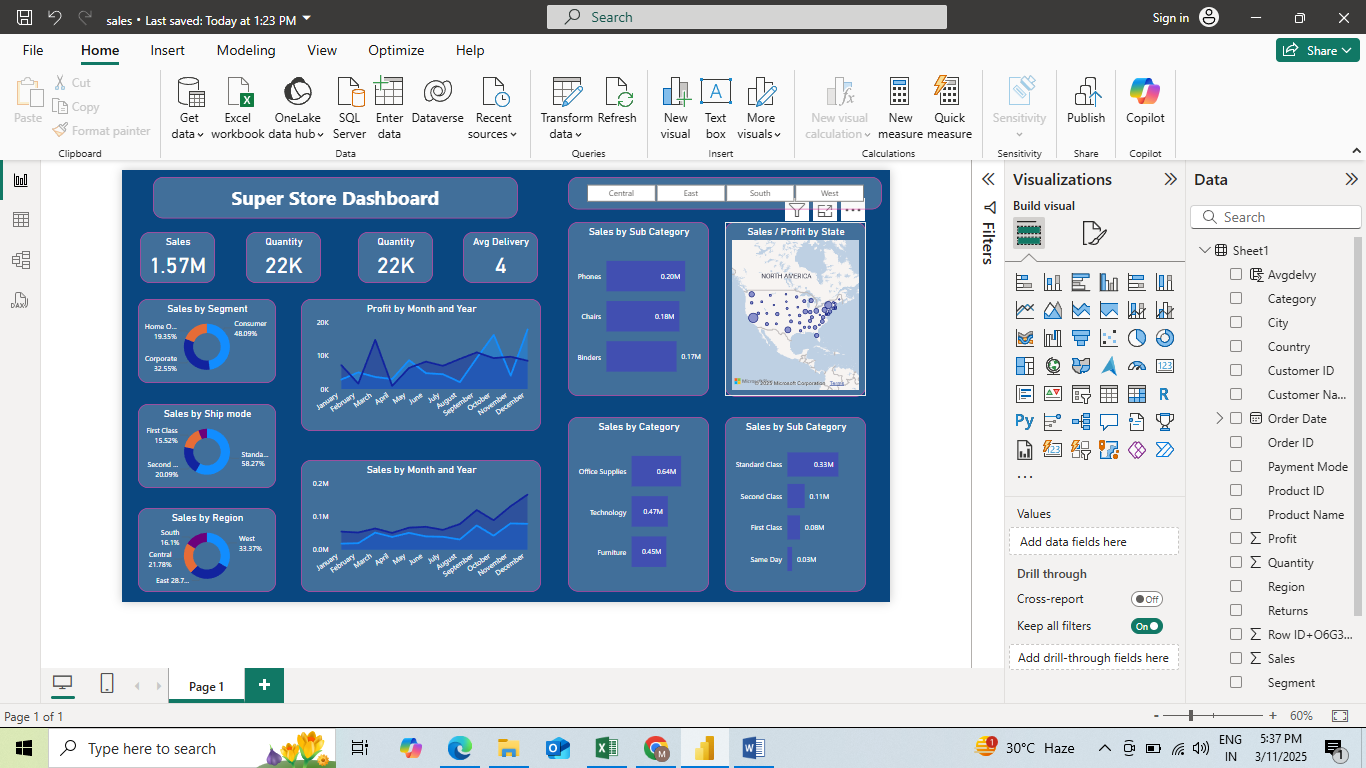 sales • Last saved: Today at 1:23 PM
Search
Sign in
File Home Insert Modeling View Optimize Help
Share
Paste
Cut
Copy
Format painter
Clipboard
Get data
Excel workbook
OneLake data hub
SQL Server
Enter data
Dataverse
Recent sources
Data
Transform data
Refresh
Queries
New visual
Text box
More visuals
Insert
New visual calculation
New measure
Quick measure
Calculations
Sensitivity
Sensitivity
Publish
Share
Copilot
Copilot
Super Store Dashboard
Central East South West
Sales
1.57M
Quantity
22K
Quantity
22K
Avg Delivery
4
Sales by Segment
Home O...
19.35%
Consumer
48.09%
Corporate
32.55%
Profit by Month and Year
20K
10K
0K
January February March April May June July August September October November December
Sales by Ship mode
First Class
15.52%
Second ...
20.09%
Standa...
58.27%
Sales by Month and Year
0.2M
0.1M
0.0M
January February March April May June July August September October November December
Sales by Region
South
16.1%
Central
21.78%
West
33.37%
East 28.7...
Sales by Sub Category
Phones 0.20M
Chairs 0.18M
Binders 0.17M
Sales / Profit by State
NORTH AMERICA
© 2025 Microsoft Corporation Terms
Sales by Category
Office Supplies 0.64M
Technology 0.47M
Furniture 0.45M
Sales by Sub Category
Standard Class 0.33M
Second Class 0.11M
First Class 0.08M
Same Day 0.03M
Filters
Visualizations
Build visual
123
R
Py
123
...
Values
Add data fields here
Drill through
Cross-report Off
Keep all filters On
Add drill-through fields here
Data
Search
Sheet1
Avgdelvy
Category
City
Country
Customer ID
Customer Na...
Order Date
Order ID
Payment Mode
Product ID
Product Name
Profit
Quantity
Region
Returns
Row ID+O6G3...
Sales
Segment
Page 1
Page 1 of 1
- + 60%
Type here to search
1
30°C Haze
ENG
IN
5:37 PM
3/11/2025
1